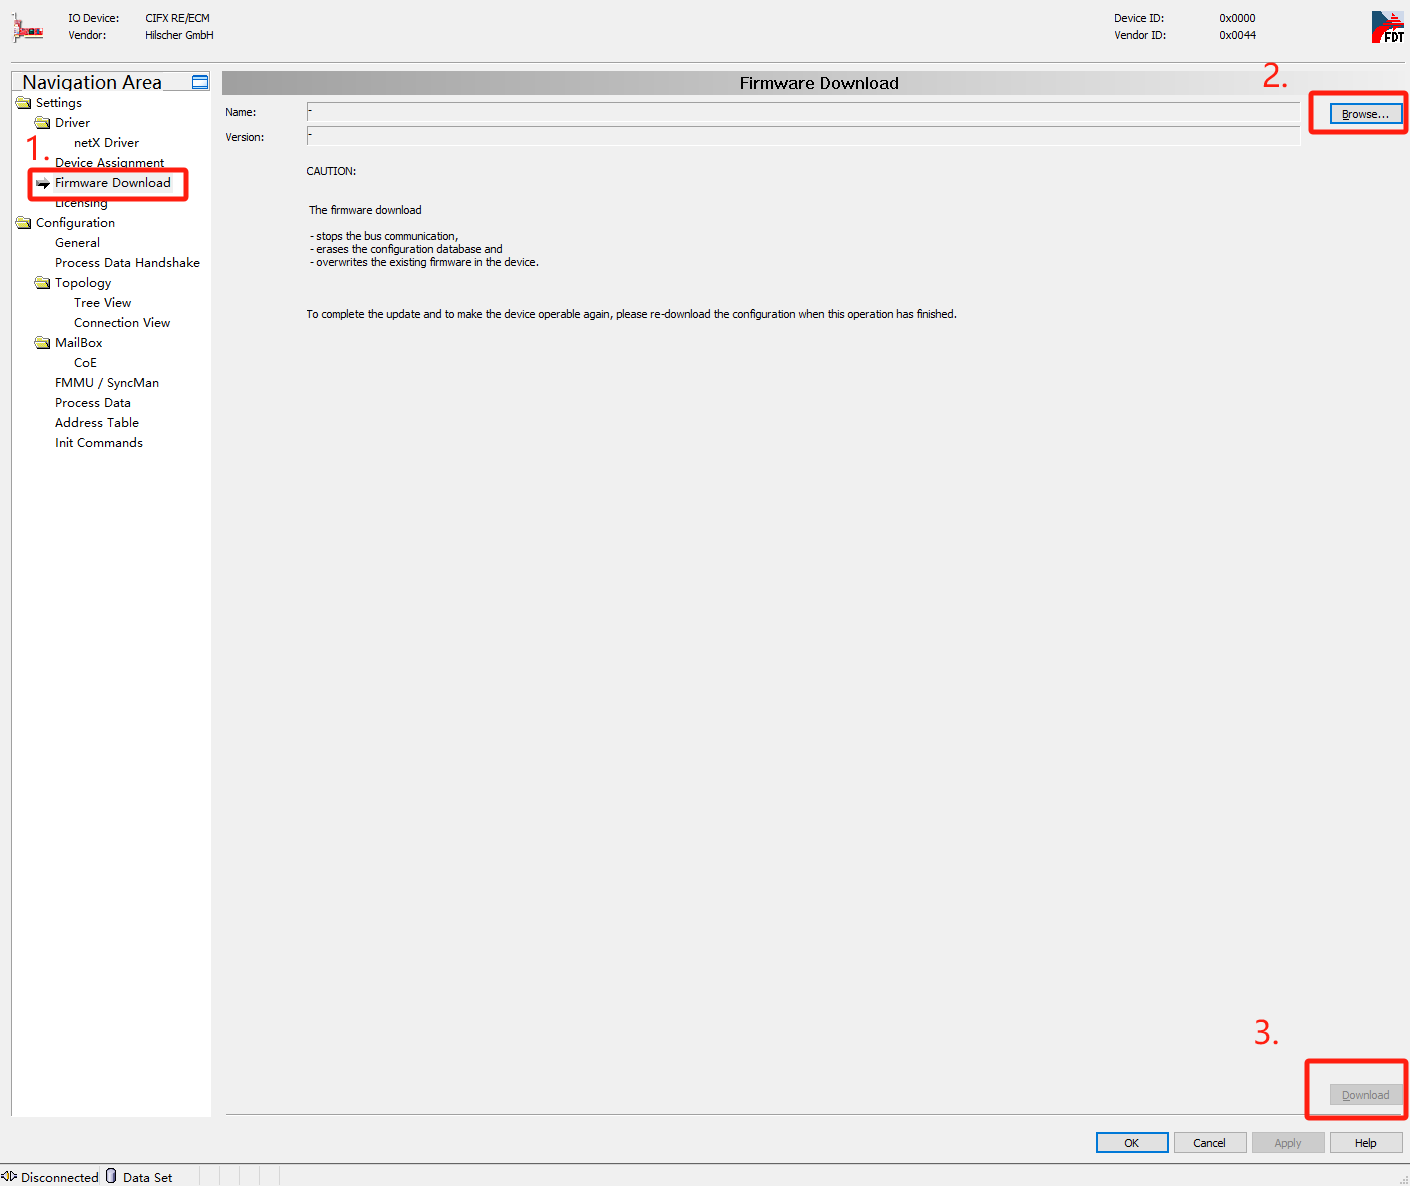 IO Device: CIFX RE/ECM Device ID: 0x0000
Vendor: Hilscher GmbH Vendor ID: 0x0044
FDT
Navigation Area
Firmware Download
2.
Settings
Driver
netX Driver
1.
Device Assignment
Firmware Download
Licensing
Configuration
General
Process Data Handshake
Topology
Tree View
Connection View
MailBox
CoE
FMMU / SyncMan
Process Data
Address Table
Init Commands
Name: - Browse...
Version: -
CAUTION:
The firmware download
- stops the bus communication,
- erases the configuration database and
- overwrites the existing firmware in the device.
To complete the update and to make the device operable again, please re-download the configuration when this operation has finished.
3.
Download
OK Cancel Apply Help
Disconnected Data Set